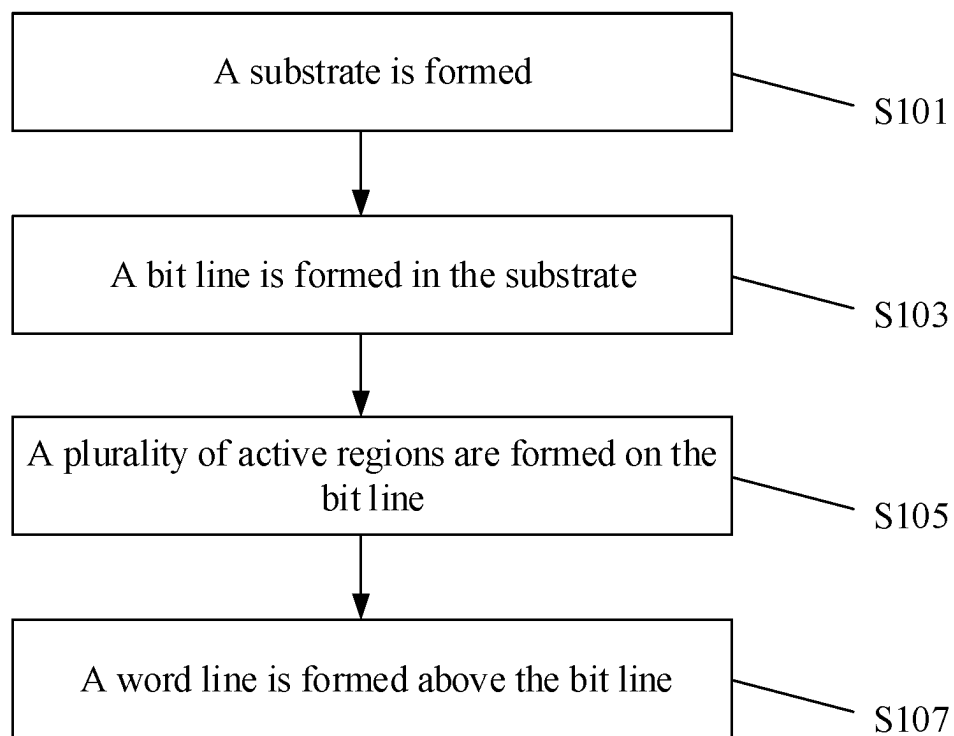 A substrate is formed
S101
A bit line is formed in the substrate
S103
A plurality of active regions are formed on the
bit line
S105
A word line is formed above the bit line
S107